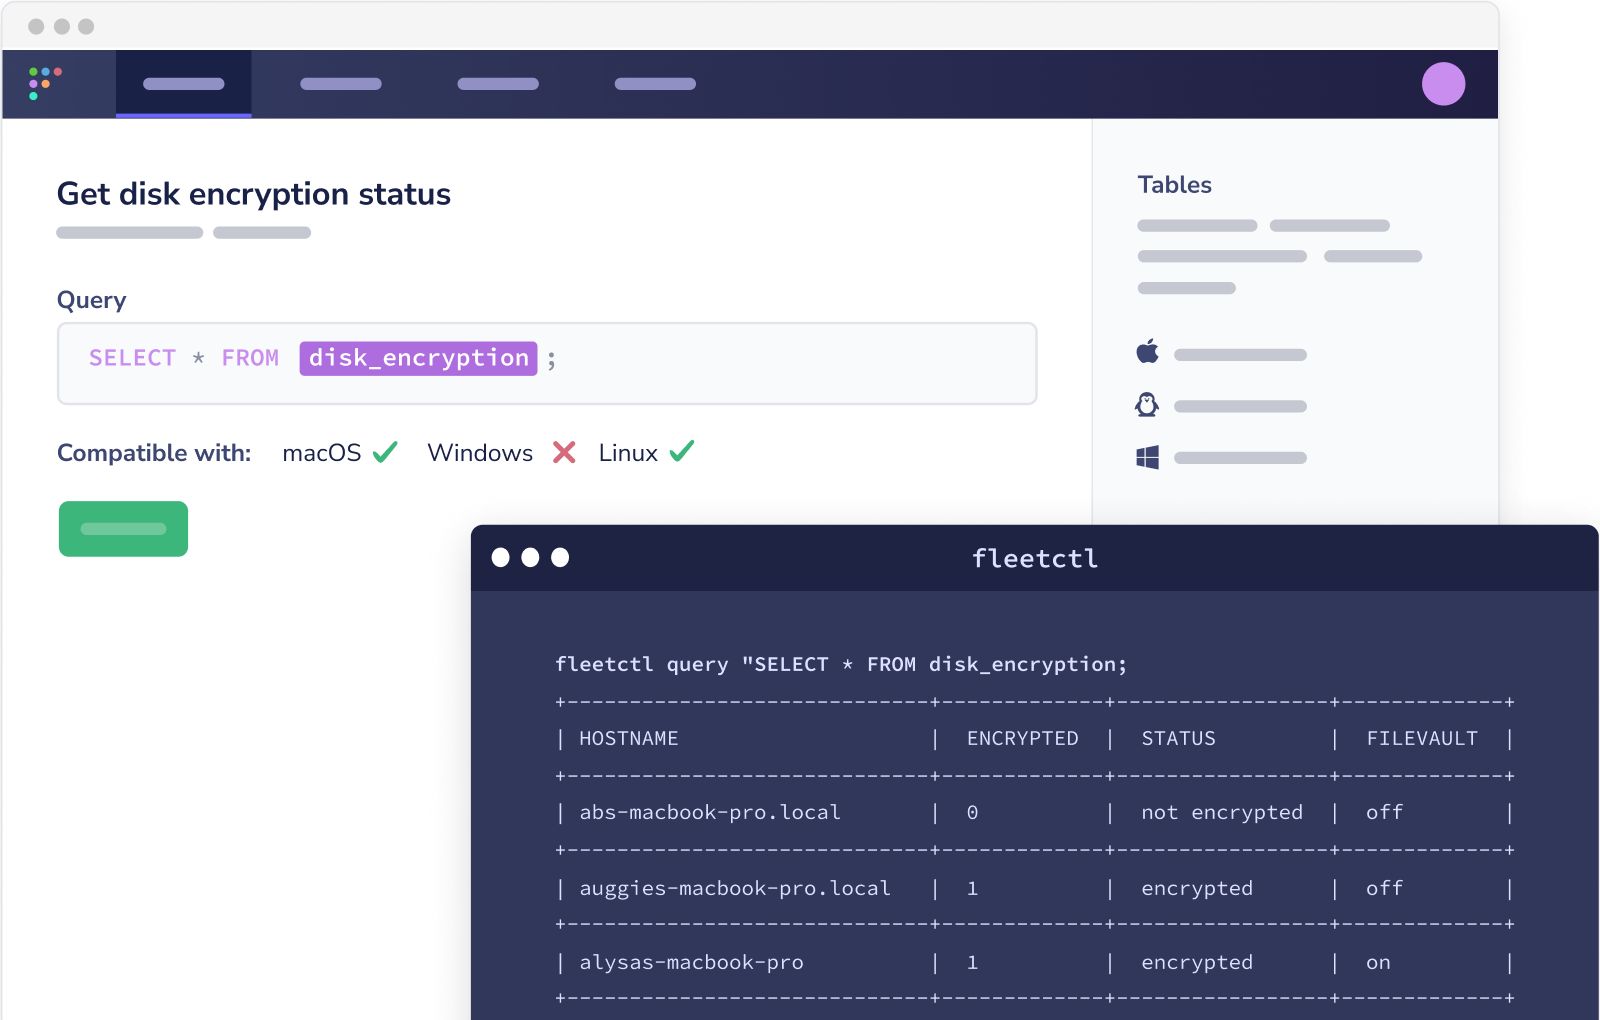 Get disk encryption status
Query
SELECT * FROM disk_encryption ;
Compatible with: macOS Windows Linux
Tables
fleetctl
fleetctl query "SELECT * FROM disk_encryption;
+-----------------------------+-------------+-----------------+-------------+
| HOSTNAME | ENCRYPTED | STATUS | FILEVAULT |
+-----------------------------+-------------+-----------------+-------------+
| abs-macbook-pro.local | 0 | not encrypted | off |
+-----------------------------+-------------+-----------------+-------------+
| auggies-macbook-pro.local | 1 | encrypted | off |
+-----------------------------+-------------+-----------------+-------------+
| alysas-macbook-pro | 1 | encrypted | on |
+-----------------------------+-------------+-----------------+-------------+